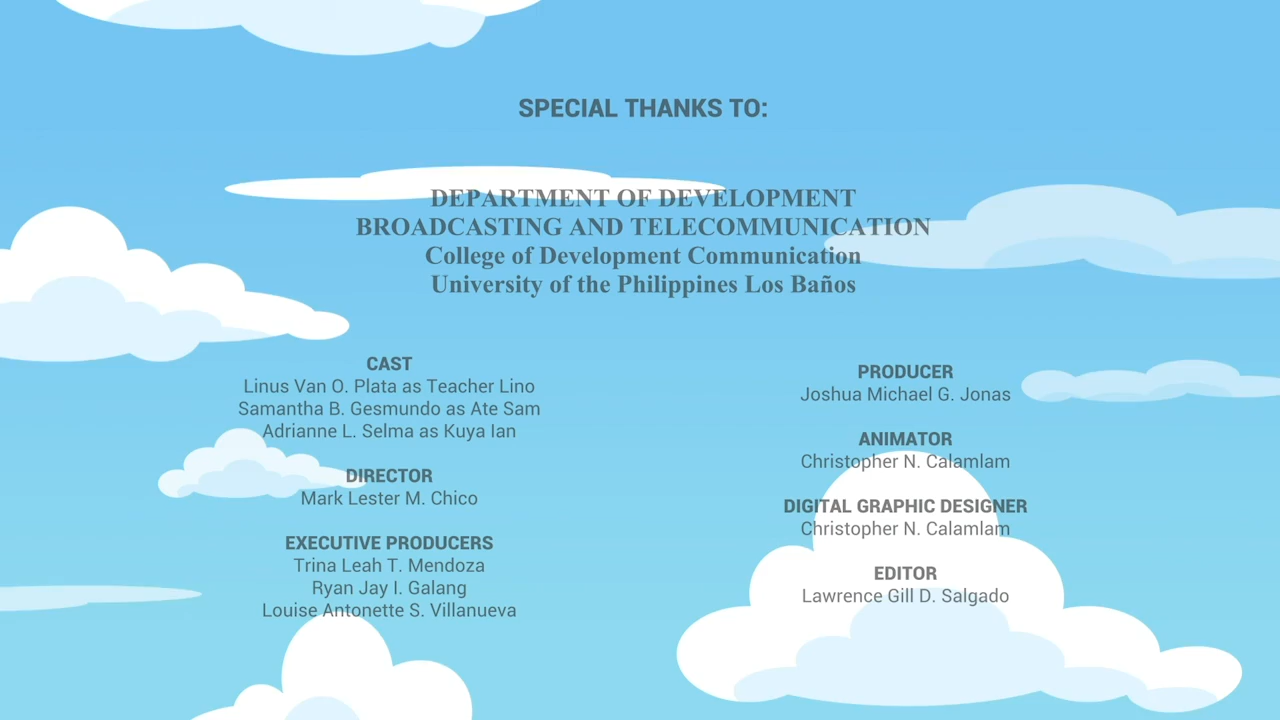 SPECIAL THANKS TO:
DEPARTMENT OF DEVELOPMENT
BROADCASTING AND TELECOMMUNICATION
College of Development Communication
University of the Philippines Los Baños
CAST
Linus Van O. Plata as Teacher Lino
Samantha B. Gesmundo as Ate Sam
Adrianne L. Selma as Kuya Ian
DIRECTOR
Mark Lester M. Chico
EXECUTIVE PRODUCERS
Trina Leah T. Mendoza
Ryan Jay I. Galang
Louise Antonette S. Villanueva
PRODUCER
Joshua Michael G. Jonas
ANIMATOR
Christopher N. Calamlam
DIGITAL GRAPHIC DESIGNER
Christopher N. Calamlam
EDITOR
Lawrence Gill D. Salgado